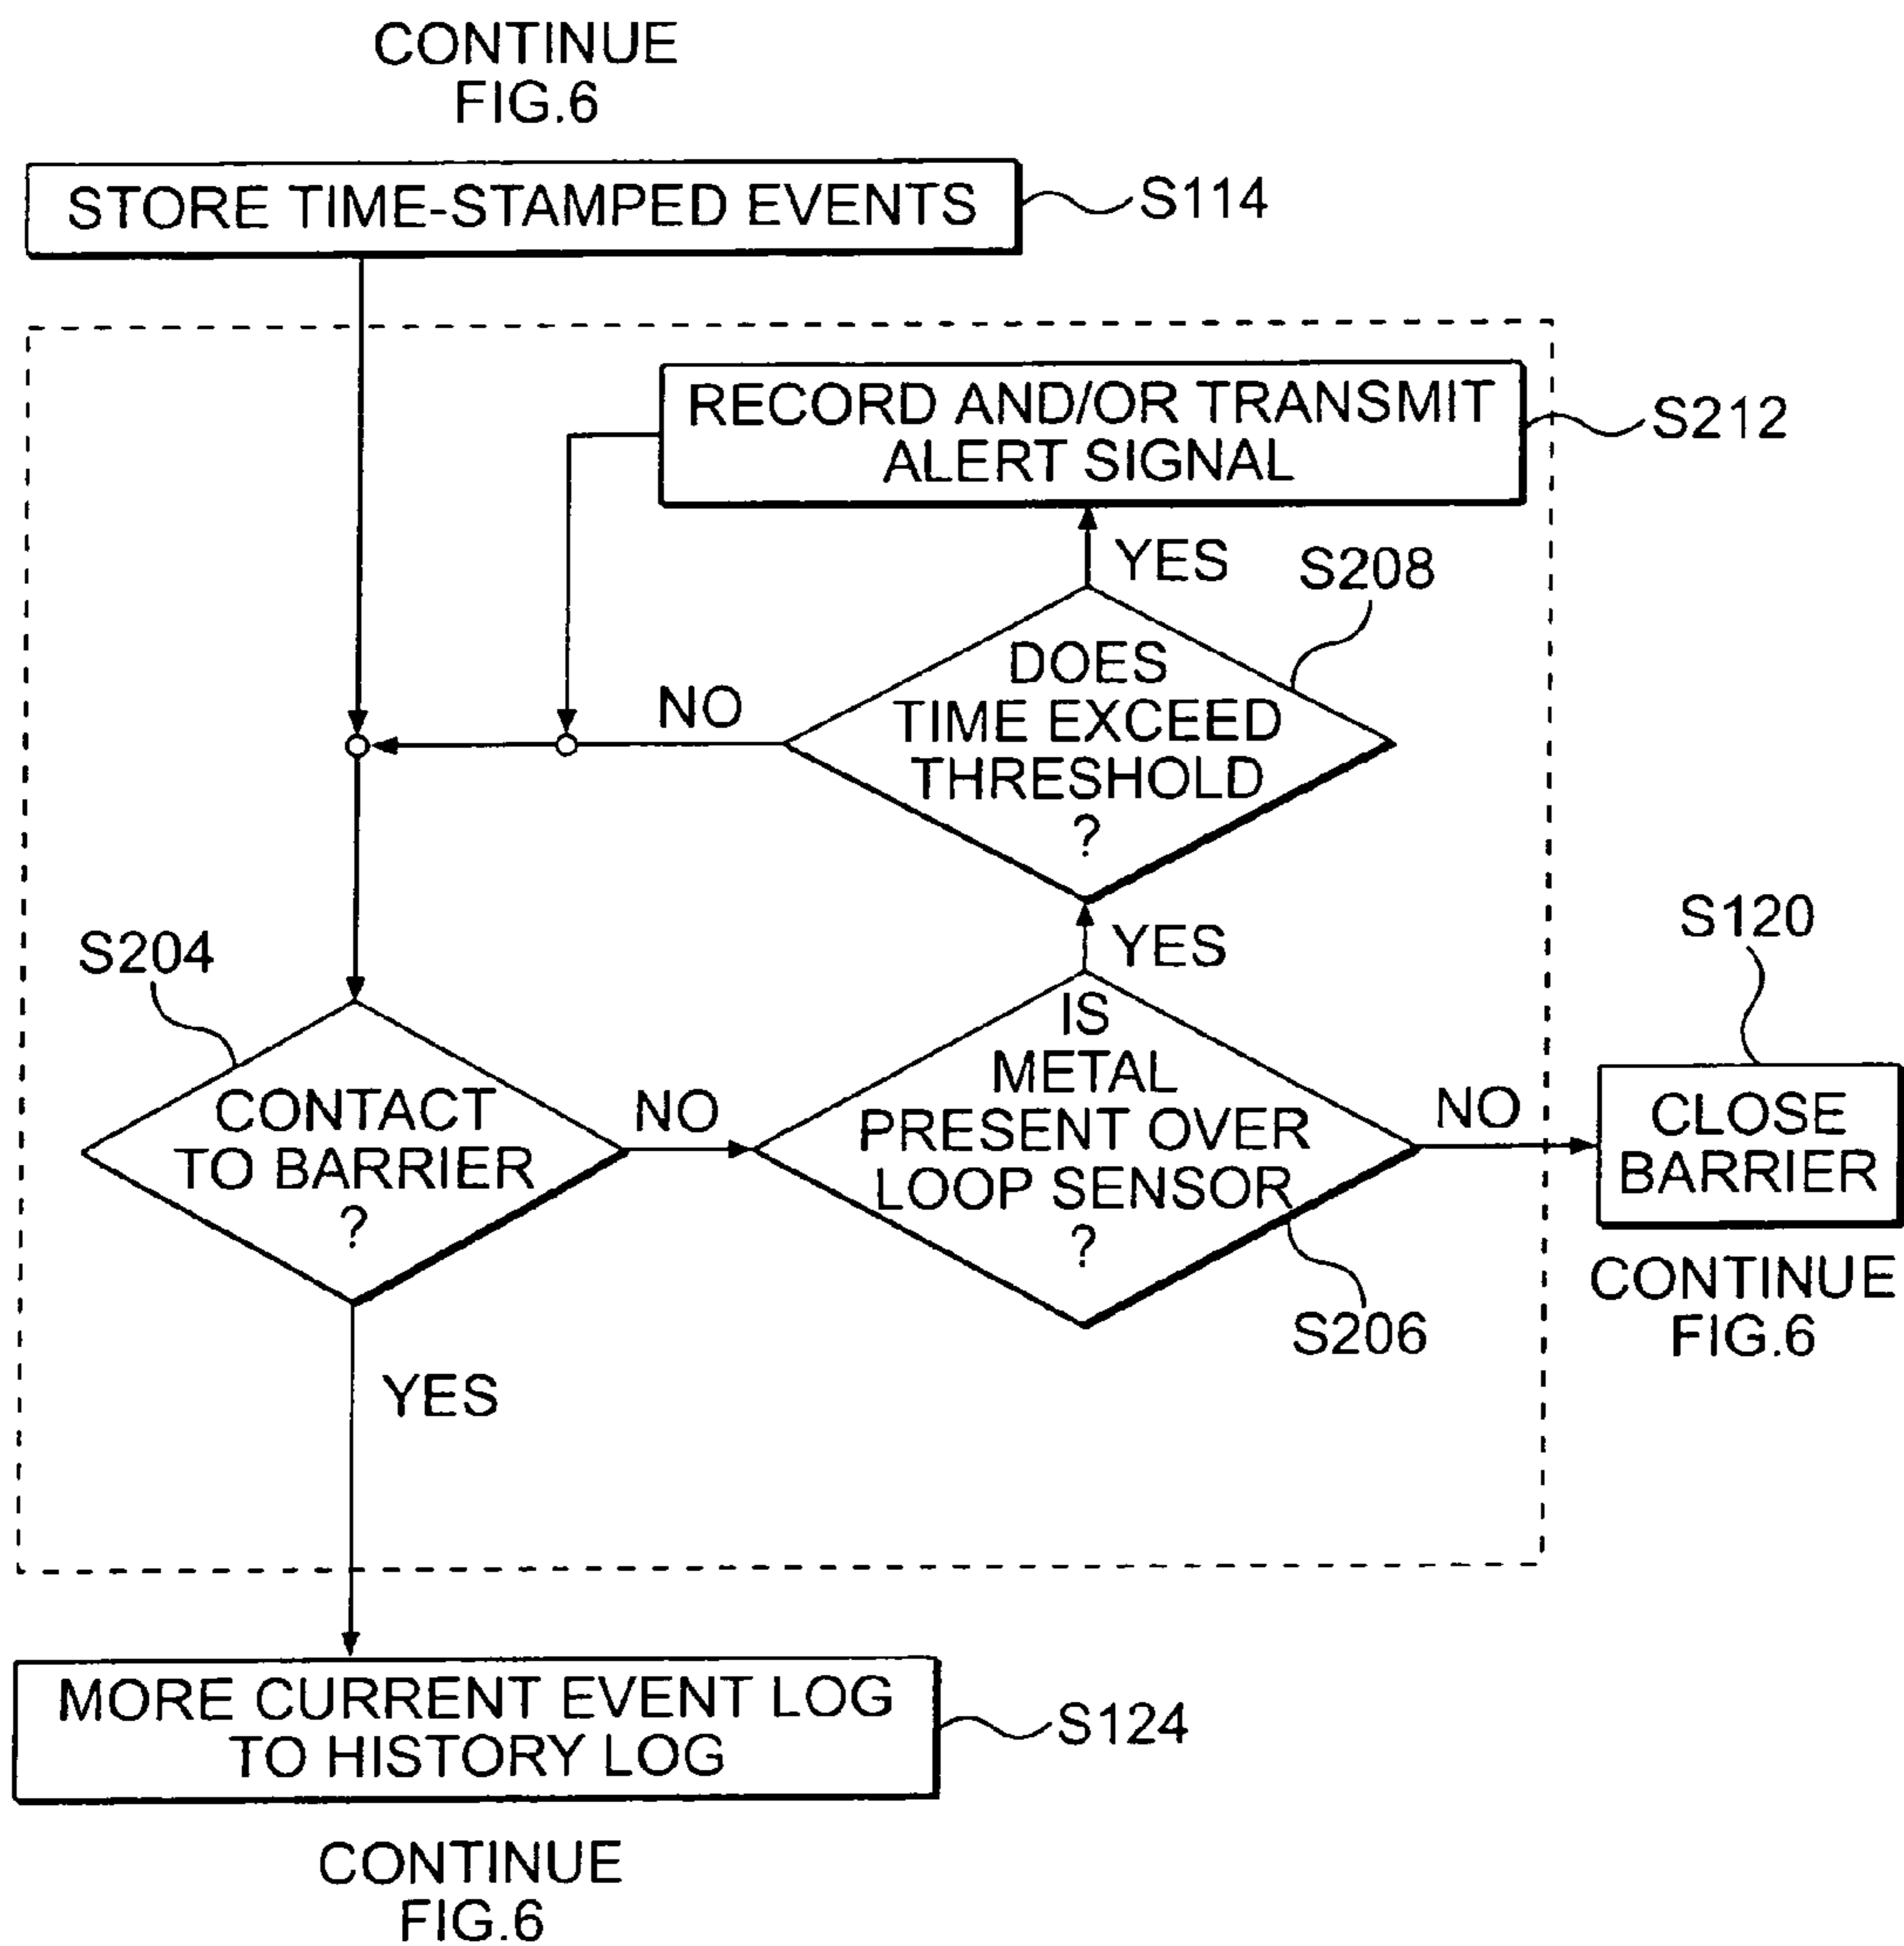 CONTINUE
FIG.6
STORE TIME-STAMPED EVENTS
S114
RECORD AND/OR TRANSMIT
ALERT SIGNAL
S212
YES
S208
DOES
TIME EXCEED
THRESHOLD
?
NO
YES
S204
CONTACT
TO BARRIER
?
NO
IS
METAL
PRESENT OVER
LOOP SENSOR
?
S206
NO
S120
CLOSE
BARRIER
CONTINUE
FIG.6
YES
MORE CURRENT EVENT LOG
TO HISTORY LOG
S124
CONTINUE
FIG.6